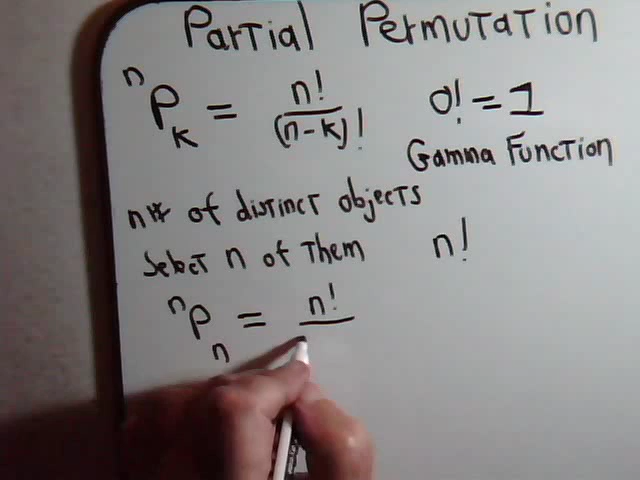 Partial Permutation
nPk = n!/(n-k)! 0! = 1
Gamma Function
n# of distinct objects
Select n of them n!
nPn = n!